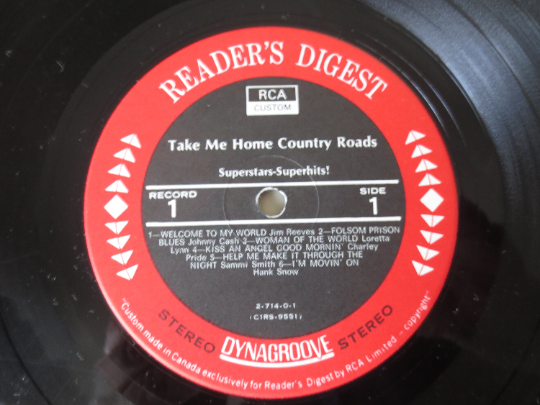 READER'S DIGEST
RCA
CUSTOM
Take Me Home Country Roads
Superstars-Superhits!
RECORD
1
SIDE
1
1—WELCOME TO MY WORLD Jim Reeves 2—FOLSOM PRISON
BLUES Johnny Cash 3—WOMAN OF THE WORLD Loretta
Lynn 4—KISS AN ANGEL GOOD MORNIN' Charley
Pride 5—HELP ME MAKE IT THROUGH THE
NIGHT Sammi Smith 6—I'M MOVIN' ON
Hank Snow
3-714-0-1
(C1RS-9551)
STEREO DYNAGROOVE STEREO
"Custom made in Canada exclusively for Reader's Digest by RCA Limited – copyright"